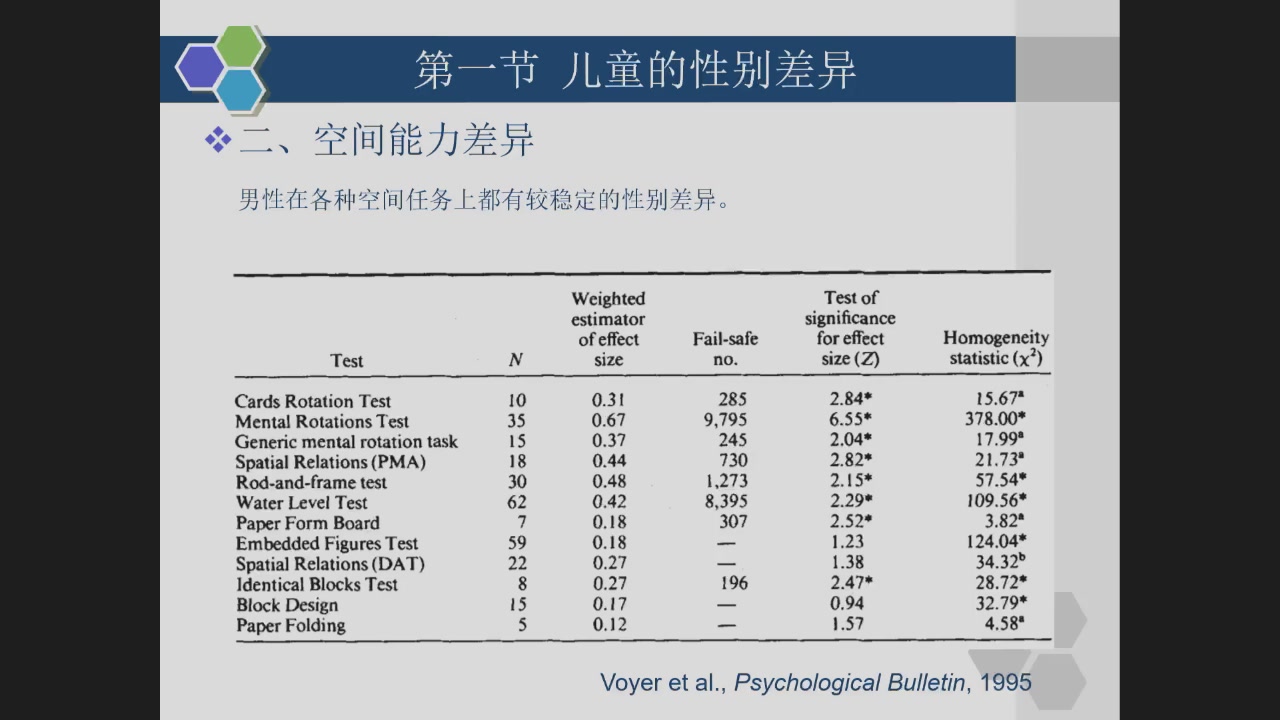 第一节 儿童的性别差异
二、空间能力差异
男性在各种空间任务上都有较稳定的性别差异。
Test N Weighted estimator of effect size Fail-safe no. Test of significance for effect size (Z) Homogeneity statistic (χ²)
Cards Rotation Test 10 0.31 285 2.84* 15.67ª
Mental Rotations Test 35 0.67 9,795 6.55* 378.00*
Generic mental rotation task 15 0.37 245 2.04* 17.99ª
Spatial Relations (PMA) 18 0.44 730 2.82* 21.73ª
Rod-and-frame test 30 0.48 1,273 2.15* 57.54*
Water Level Test 62 0.42 8,395 2.29* 109.56*
Paper Form Board 7 0.18 307 2.52* 3.82ª
Embedded Figures Test 59 0.18 — 1.23 124.04*
Spatial Relations (DAT) 22 0.27 — 1.38 34.32ᵇ
Identical Blocks Test 8 0.27 196 2.47* 28.72*
Block Design 15 0.17 — 0.94 32.79*
Paper Folding 5 0.12 — 1.57 4.58ª
Voyer et al., Psychological Bulletin, 1995